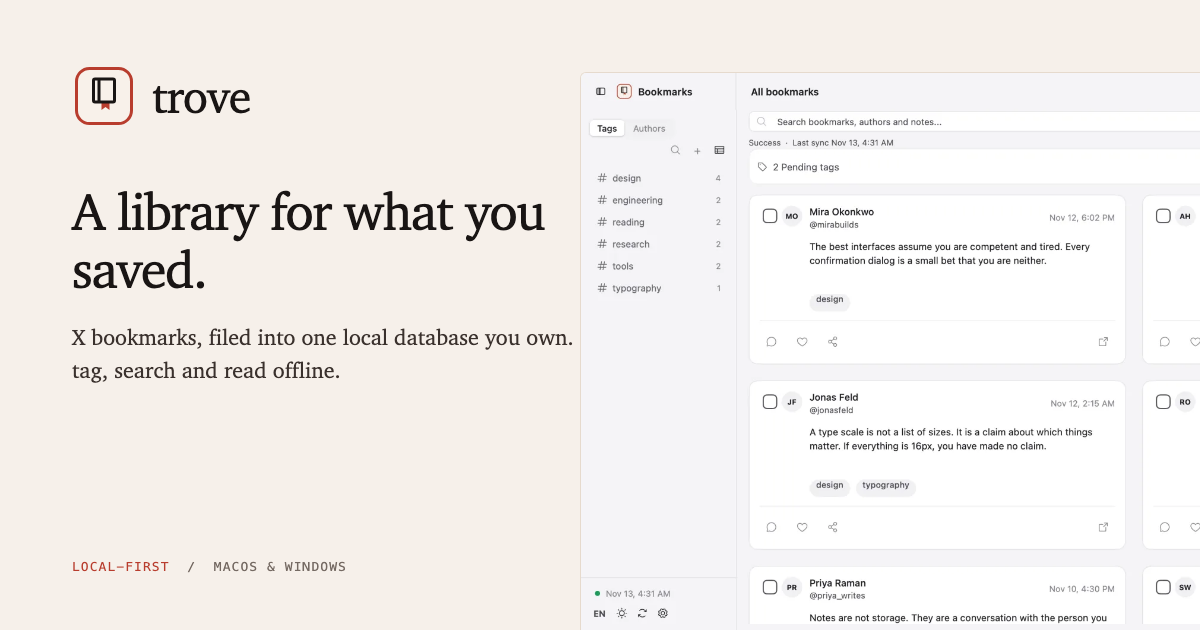 trove
A library for what you
saved.
X bookmarks, filed into one local database you own.
tag, search and read offline.
LOCAL–FIRST / MACOS & WINDOWS
Bookmarks
Tags Authors
# design 4
# engineering 2
# reading 2
# research 2
# tools 2
# typography 1
Nov 13, 4:31 AM
EN
All bookmarks
Search bookmarks, authors and notes...
Success · Last sync Nov 13, 4:31 AM
2 Pending tags
MO Mira Okonkwo Nov 12, 6:02 PM
@mirabuilds
The best interfaces assume you are competent and tired. Every
confirmation dialog is a small bet that you are neither.
design
AH
JF Jonas Feld Nov 12, 2:15 AM
@jonasfeld
A type scale is not a list of sizes. It is a claim about which things
matter. If everything is 16px, you have made no claim.
design typography
RO
PR Priya Raman Nov 10, 4:30 PM
@priya_writes
Notes are not storage. They are a conversation with the person you
SW